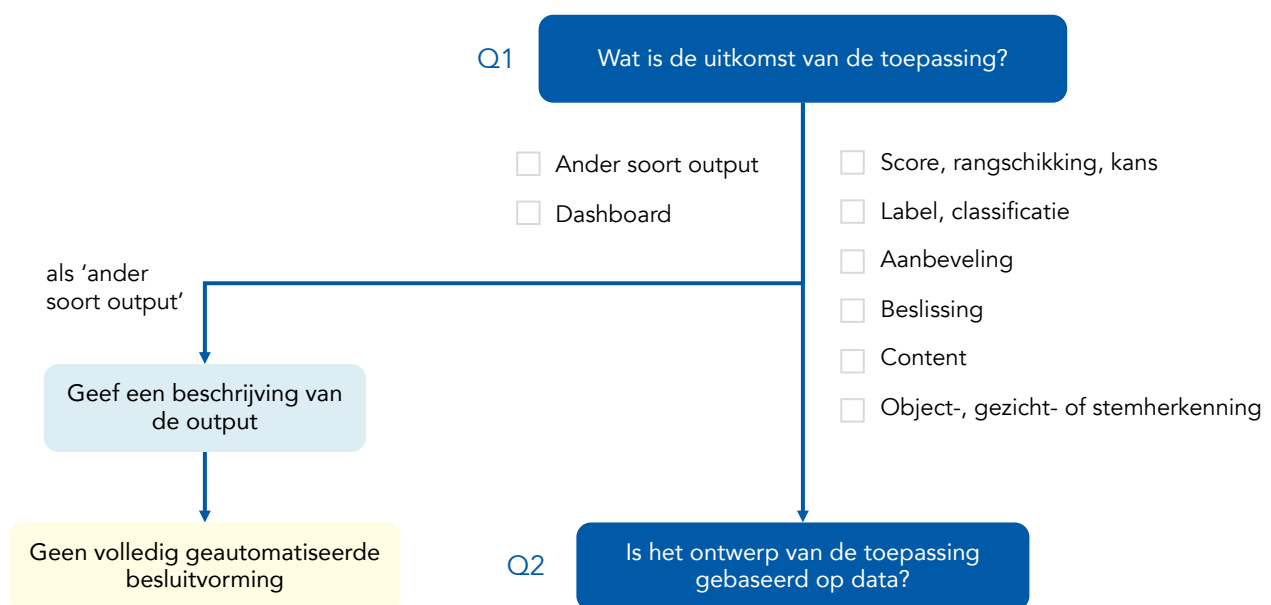 Q1
Wat is de uitkomst van de toepassing?
Ander soort output
Dashboard
Score, rangschikking, kans
Label, classificatie
Aanbeveling
Beslissing
Content
Object-, gezicht- of stemherkenning
als ‘ander
soort output’
Geef een beschrijving van
de output
Geen volledig geautomatiseerde
besluitvorming
Q2
Is het ontwerp van de toepassing
gebaseerd op data?